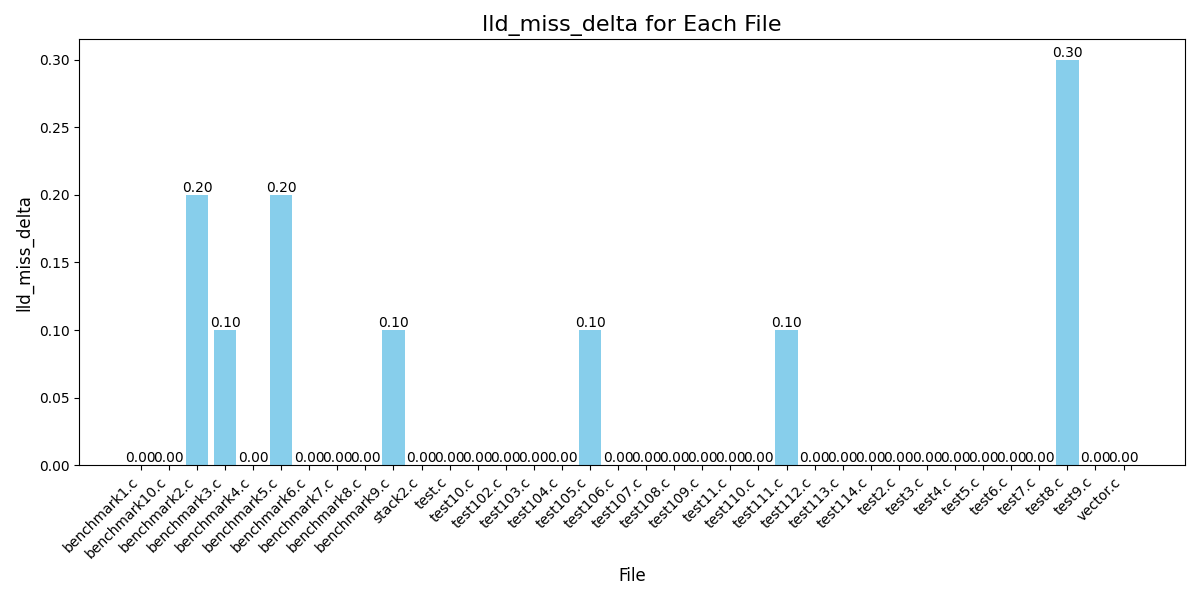 lld_miss_delta for Each File
0.30
0.25
0.20
0.15
0.10
0.05
0.00
lld_miss_delta
0.00
0.00
0.20
0.10
0.00
0.20
0.00
0.00
0.00
0.10
0.00
0.00
0.00
0.00
0.00
0.00
0.10
0.00
0.00
0.00
0.00
0.00
0.00
0.10
0.00
0.00
0.00
0.00
0.00
0.00
0.00
0.00
0.00
0.30
0.00
0.00
benchmark1.c
benchmark10.c
benchmark2.c
benchmark3.c
benchmark4.c
benchmark5.c
benchmark6.c
benchmark7.c
benchmark8.c
benchmark9.c
stack2.c
test.c
test10.c
test102.c
test103.c
test104.c
test105.c
test106.c
test107.c
test108.c
test109.c
test11.c
test110.c
test111.c
test112.c
test113.c
test114.c
test2.c
test3.c
test4.c
test5.c
test6.c
test7.c
test8.c
test9.c
vector.c
File